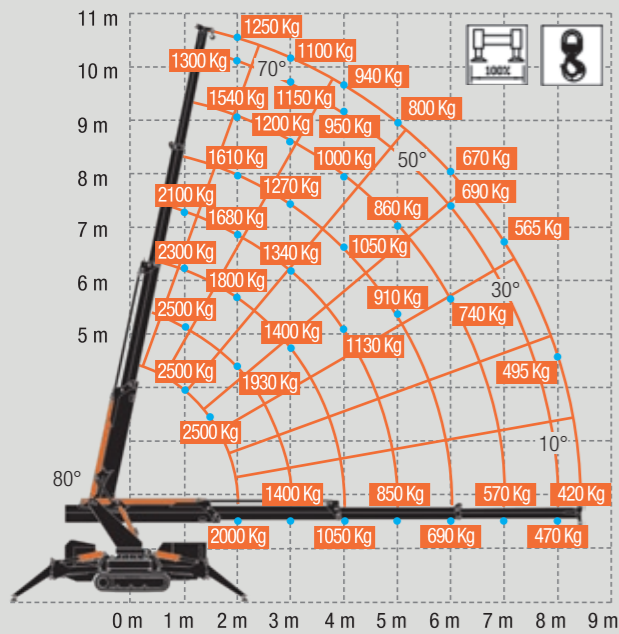 11 m
1250 Kg
1100 Kg
1300 Kg
70°
10 m
940 Kg
100%
1540 Kg
1150 Kg
800 Kg
9 m
1200 Kg
950 Kg
50°
1610 Kg
1000 Kg
670 Kg
8 m
2100 Kg
1270 Kg
690 Kg
7 m
1680 Kg
860 Kg
565 Kg
2300 Kg
1340 Kg
1050 Kg
6 m
1800 Kg
30°
2500 Kg
910 Kg
740 Kg
5 m
1400 Kg
1130 Kg
2500 Kg
1930 Kg
495 Kg
2500 Kg
10°
80°
1400 Kg
850 Kg
570 Kg
420 Kg
2000 Kg
1050 Kg
690 Kg
470 Kg
0 m 1 m 2 m 3 m 4 m 5 m 6 m 7 m 8 m 9 m